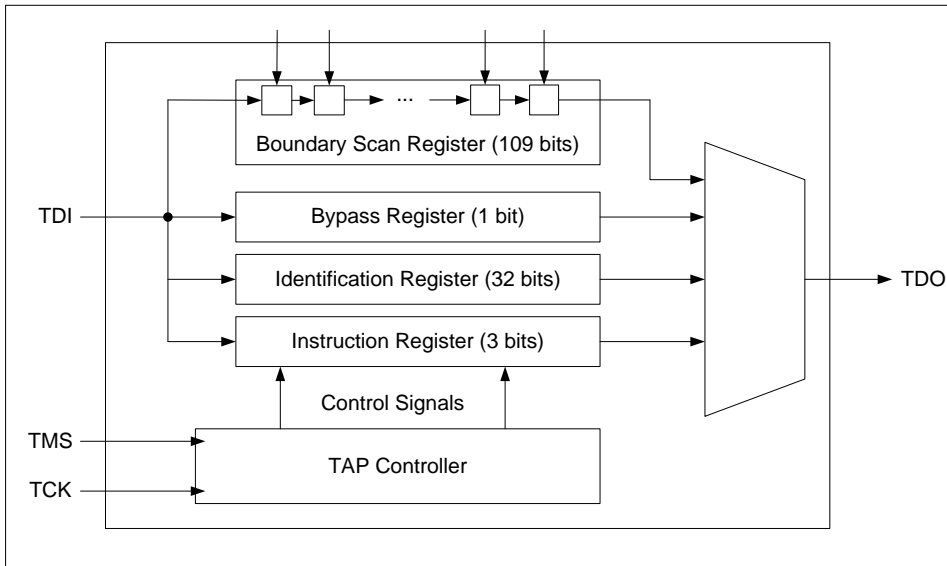 ...
Boundary Scan Register (109 bits)
TDI
Bypass Register (1 bit)
Identification Register (32 bits)
TDO
Instruction Register (3 bits)
Control Signals
TMS
TAP Controller
TCK